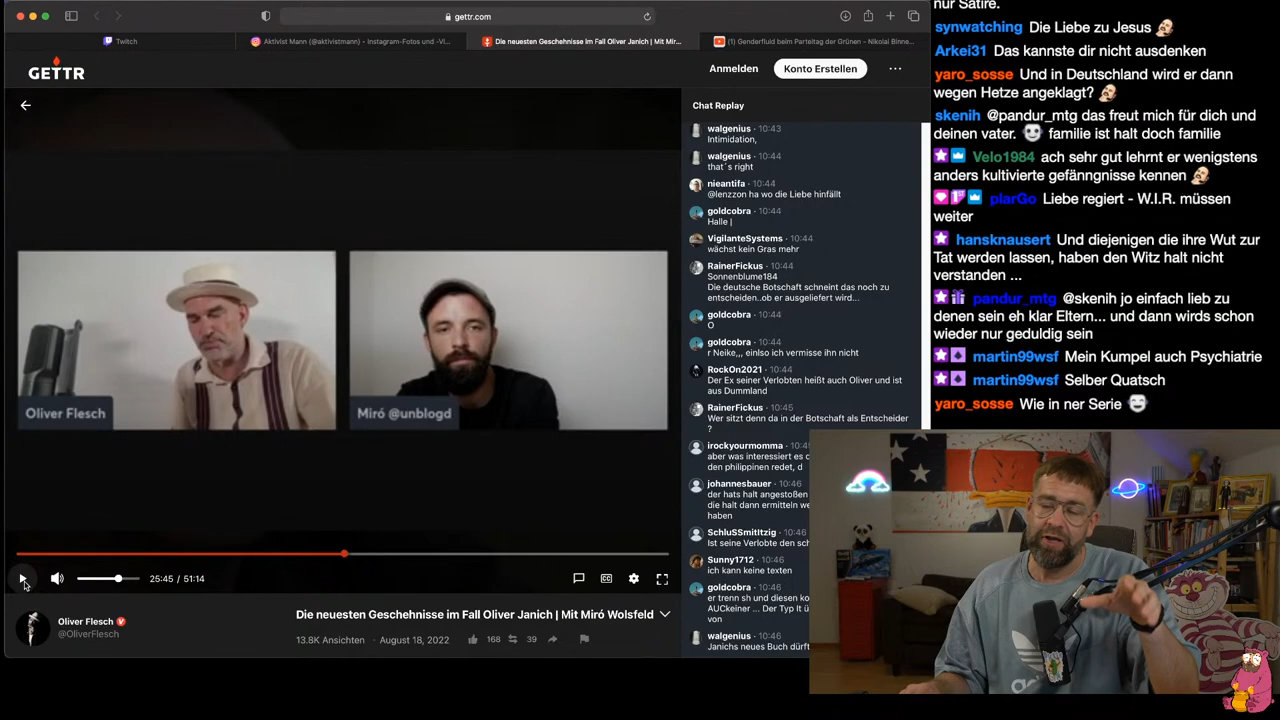 gettr.com
Twitch
Aktivist Mann (@aktivistmann) • Instagram-Fotos und -Vi...
Die neuesten Geschehnisse im Fall Oliver Janich | Mit Mir...
(1) Genderfluid beim Parteitag der Grünen - Nikolai Binne...
GETTR
Anmelden
Konto Erstellen
Chat Replay
walgenius · 10:43
Intimidation,
walgenius · 10:44
that´s right
nieantifa · 10:44
@lenzzon ha wo die Liebe hinfällt
goldcobra · 10:44
Halle |
VigilanteSystems · 10:44
wächst kein Gras mehr
RainerFickus · 10:44
Sonnenblume184
Die deutsche Botschaft schneint das noch zu
entscheiden..ob er ausgeliefert wird...
goldcobra · 10:44
O
goldcobra · 10:44
r Neike,,, einlso ich vermisse ihn nicht
RockOn2021 · 10:44
Der Ex seiner Verlobten heißt auch Oliver und ist
aus Dummland
RainerFickus · 10:45
Wer sitzt denn da in der Botschaft als Entscheider
?
irockyourmomma · 10:4
aber was interessiert es d
den philippinen redet, d
johannesbauer · 10:46
der hats halt angestoßen
die halt dann ermitteln we
haben
SchluSSmitItzig · 10:46
Ist seine Verlobte den sch
Sunny1712 · 10:46
ich kann keine texten
goldcobra · 10:46
er trenn sh und diesen ko
AUCkeiner ... Der Typ It ü
von
walgenius · 10:46
Janichs neues Buch dürft
Oliver Flesch
Miró @unblogd
25:45 / 51:14
Oliver Flesch
@OliverFlesch
Die neuesten Geschehnisse im Fall Oliver Janich | Mit Miró Wolsfeld
13.8K Ansichten · August 18, 2022
168
39
nur Satire.
synwatching Die Liebe zu Jesus
Arkei31 Das kannste dir nicht ausdenken
yaro_sosse Und in Deutschland wird er dann
wegen Hetze angeklagt?
skenih @pandur_mtg das freut mich für dich und
deinen vater. familie ist halt doch familie
Velo1984 ach sehr gut lehrnt er wenigstens
anders kultivierte gefänngnisse kennen
plarGo Liebe regiert - W.I.R. müssen
weiter
hansknausert Und diejenigen die ihre Wut zur
Tat werden lassen, haben den Witz halt nicht
verstanden ...
pandur_mtg @skenih jo einfach lieb zu
denen sein eh klar Eltern... und dann wirds schon
wieder nur geduldig sein
martin99wsf Mein Kumpel auch Psychiatrie
martin99wsf Selber Quatsch
yaro_sosse Wie in ner Serie